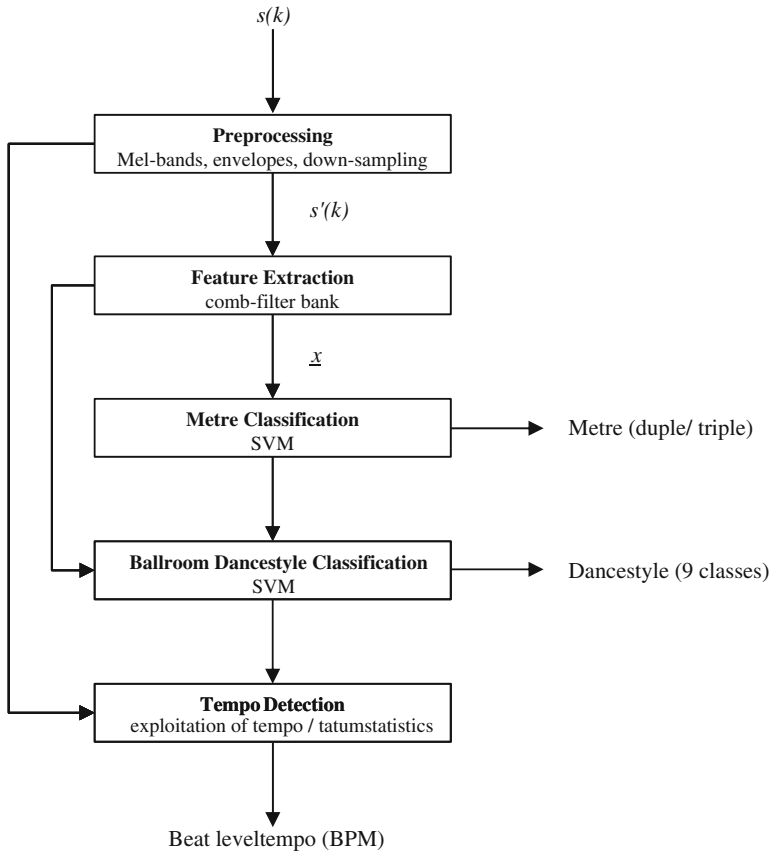 s(k)
Preprocessing
Mel-bands, envelopes, down-sampling
s'(k)
Feature Extraction
comb-filter bank
x
Metre Classification
SVM
Metre (duple/ triple)
Ballroom Dancestyle Classification
SVM
Dancestyle (9 classes)
Tempo Detection
exploitation of tempo / tatumstatistics
Beat leveltempo (BPM)